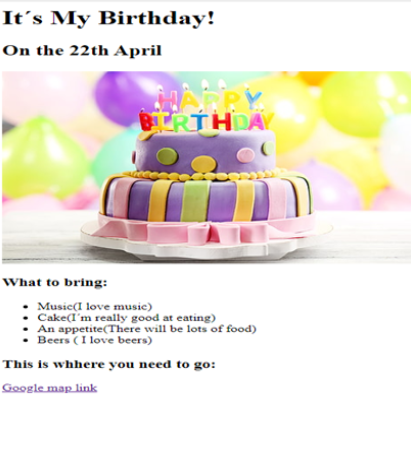 It´s My Birthday!
On the 22th April
HAPPY
BIRTHDAY
What to bring:
Music(I love music)
Cake(I´m really good at eating)
An appetite(There will be lots of food)
Beers ( I love beers)
This is whhere you need to go:
Google map link